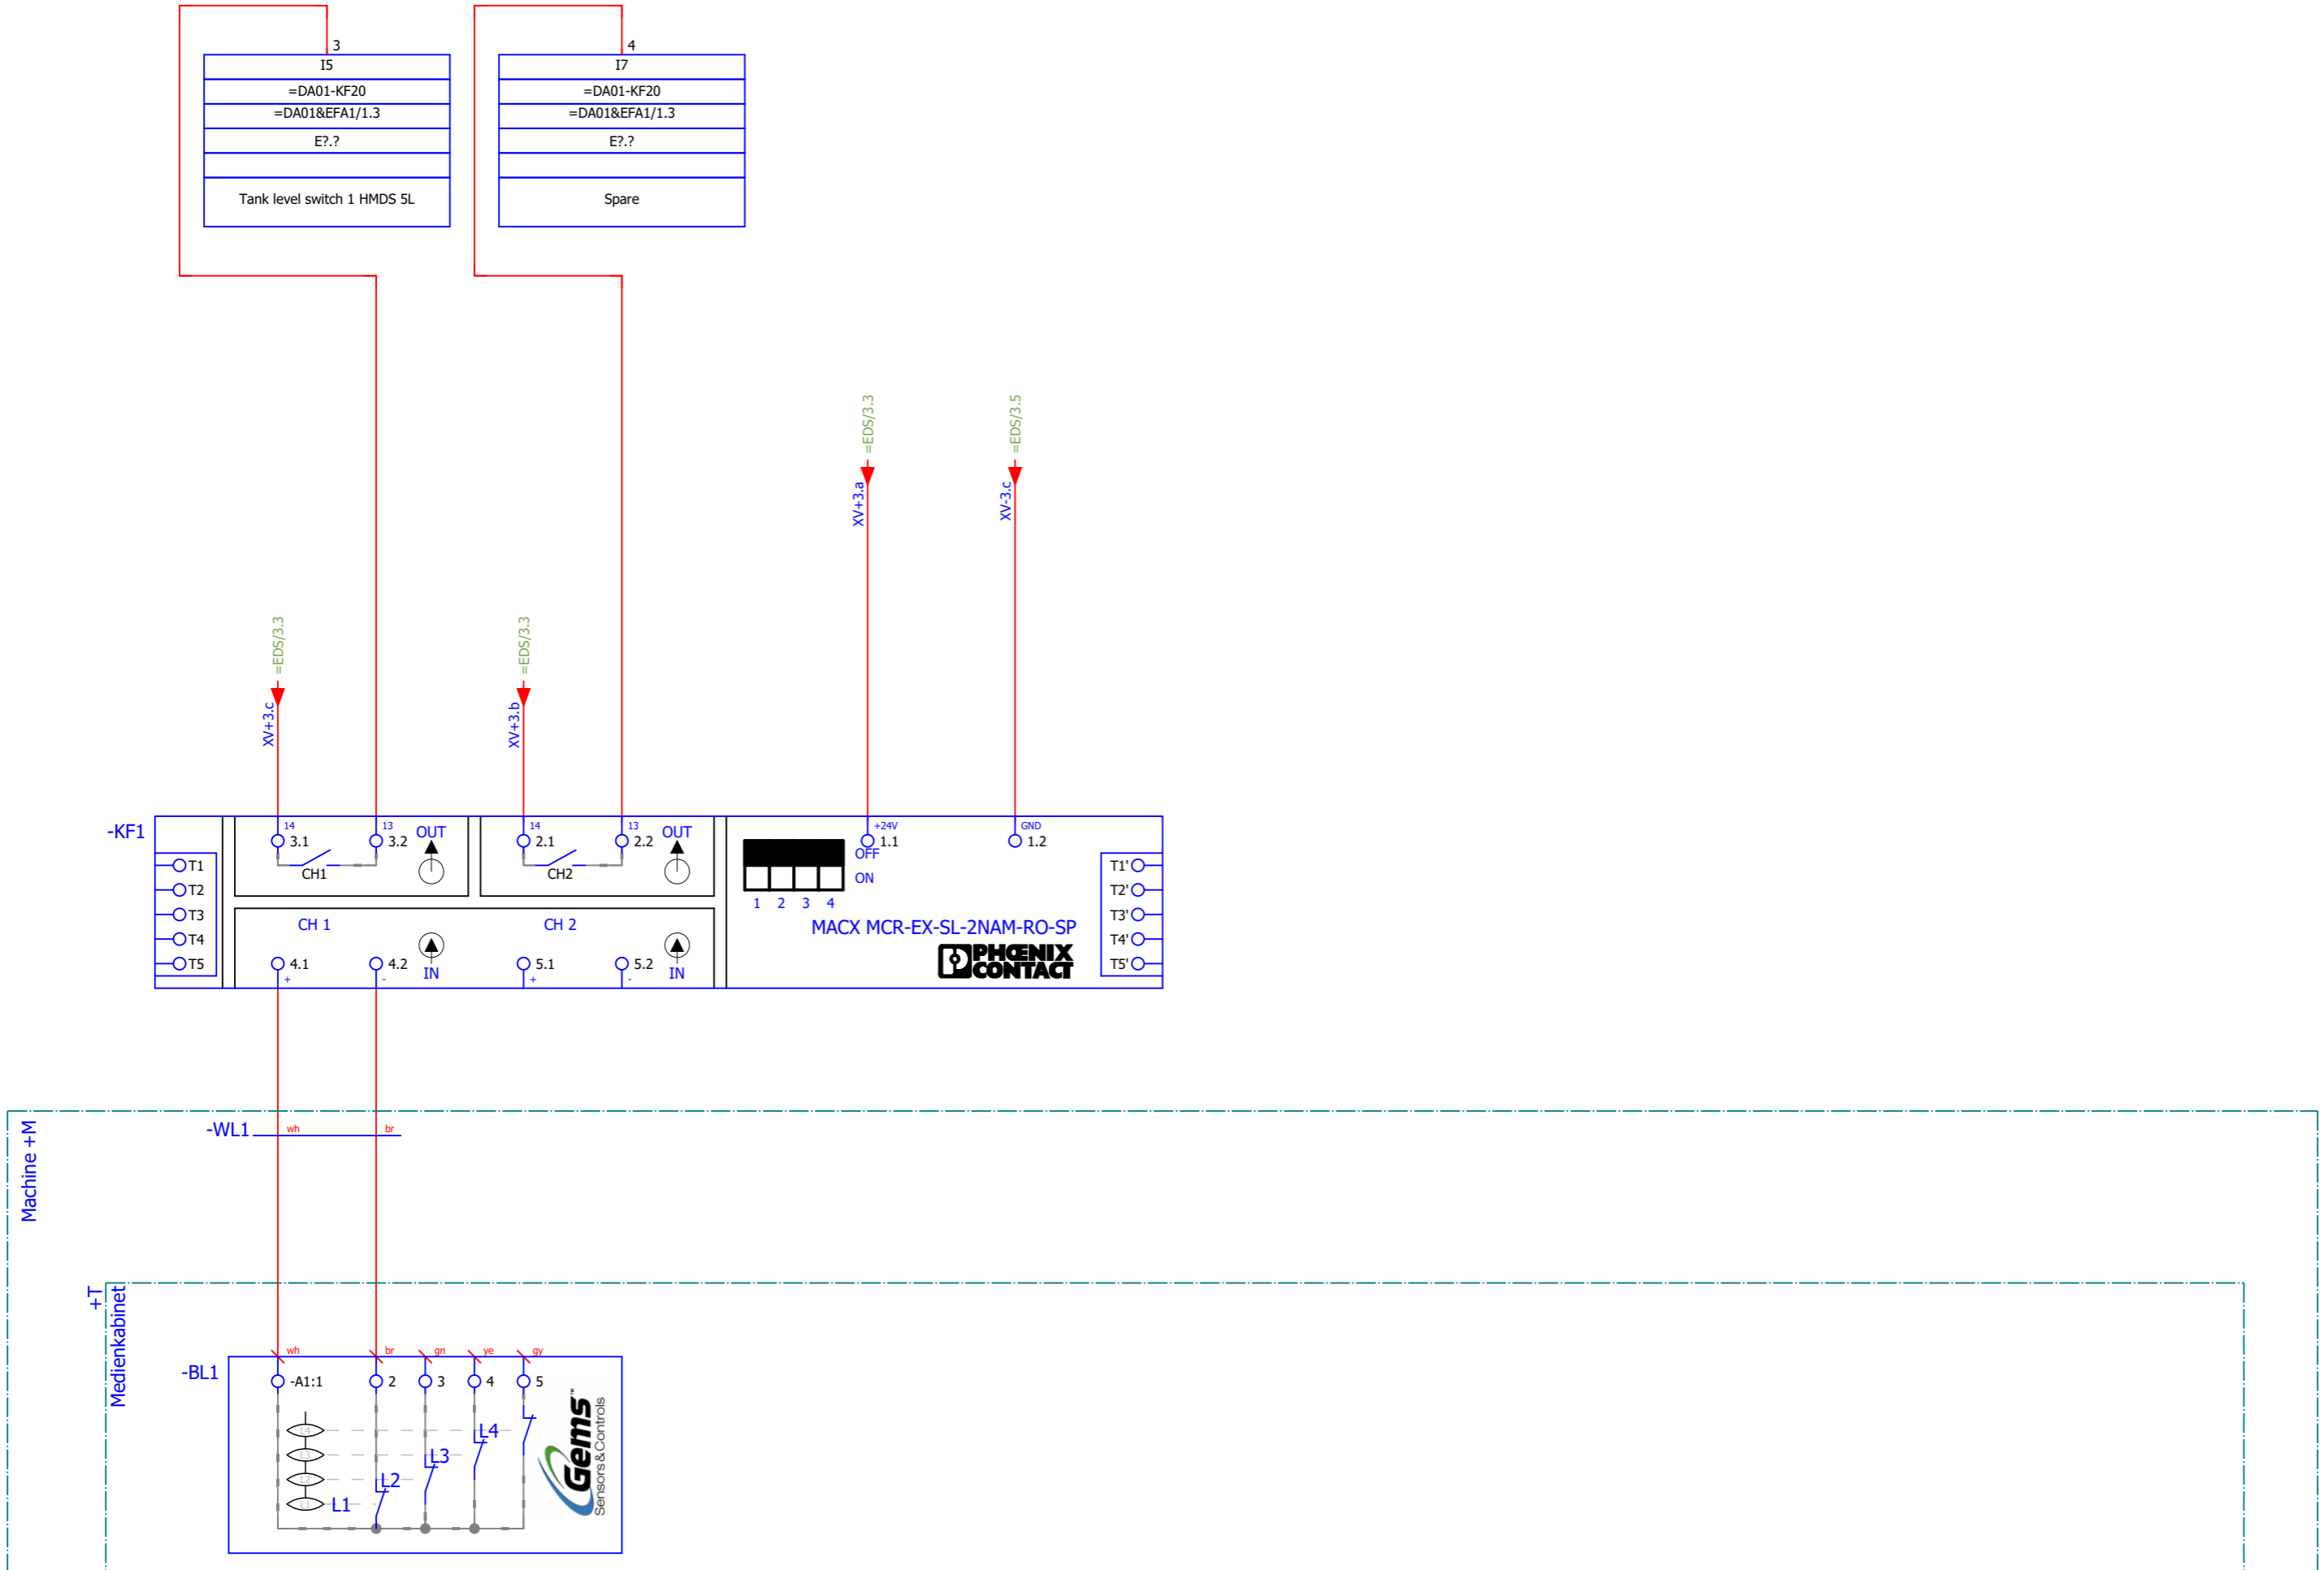 3
I5
=DA01-KF20
=DA01&EFA1/1.3
E?.?
Tank level switch 1 HMDS 5L
4
I7
=DA01-KF20
=DA01&EFA1/1.3
E?.?
Spare
=EDS/3.3
XV+3.a
=EDS/3.5
XV-3.c
=EDS/3.3
XV+3.c
=EDS/3.3
XV+3.b
-KF1
T1
T2
T3
T4
T5
14
3.1
13
3.2
OUT
CH1
14
2.1
13
2.2
OUT
CH2
+24V
1.1
GND
1.2
OFF
ON
1 2 3 4
MACX MCR-EX-SL-2NAM-RO-SP
PHŒNIX
CONTACT
T1'
T2'
T3'
T4'
T5'
CH 1
CH 2
4.1
+
4.2
-
IN
5.1
+
5.2
-
IN
Machine +M
-WL1
wh
br
+T
Medienkabinet
-BL1
wh
br
gn
ye
gy
-A1:1
2
3
4
5
L4
L3
L2
L1
L4
L3
L2
L1
Gems™
Sensors & Controls